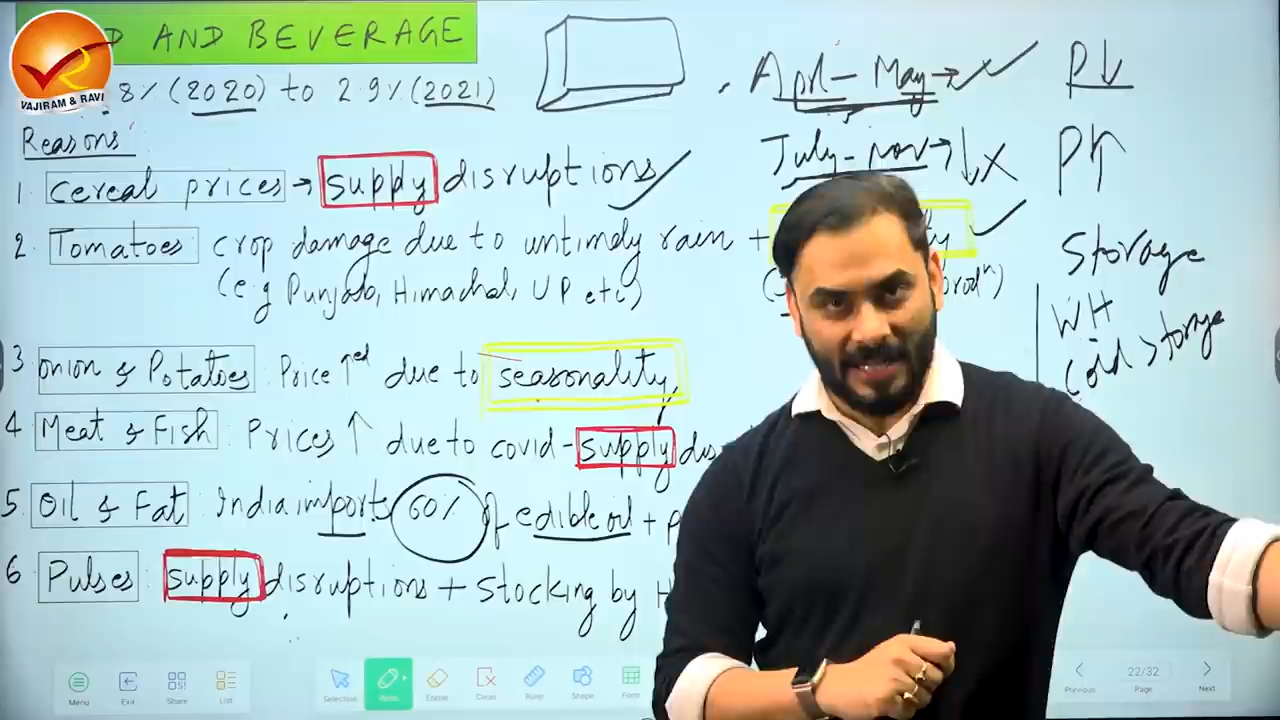 D AND BEVERAGE
VAJIRAM & RAVI
8% (2020) to 2.9% (2021)
Reasons:
1. cereal prices → supply disruptions
2. Tomatoes: crop damage due to untimely rain +
(e.g Punjab, Himachal, UP etc)
3 onion & Potatoes: Price ↑ed due to seasonality,
4 Meat & Fish: Prices ↑ due to covid-supply dis
5. Oil & Fat: India imports 60% of edible oil + p
6 Pulses: supply disruptions + Stocking by H
April - May → P↓
July - Nov → ↓ X P↑
Storage
WH
Cold storage
Menu
Exit
Share
List
Selection
Eraser
Clean
Ruler
Shape
Form
Previous
22/32
Page
Next